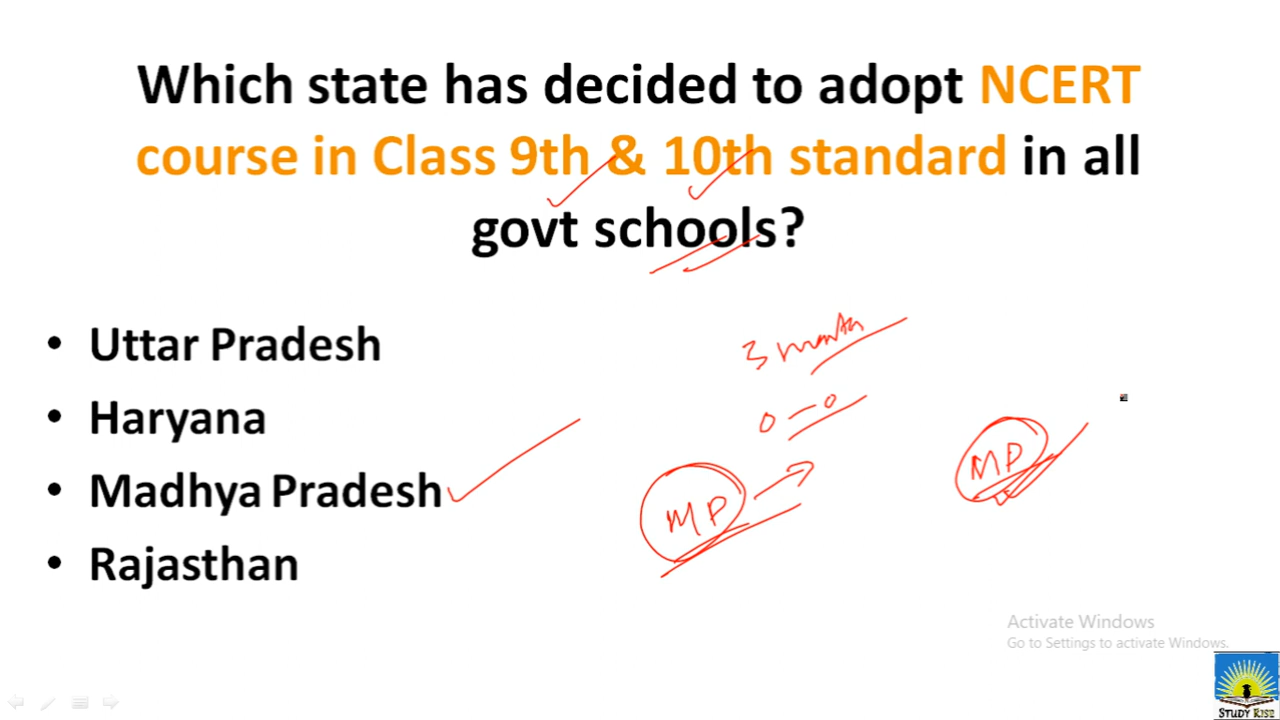 Which state has decided to adopt NCERT
course in Class 9th & 10th standard in all
govt schools?
• Uttar Pradesh
• Haryana
• Madhya Pradesh
• Rajasthan
3 month
0 — 0
MP
MP
Activate Windows
Go to Settings to activate Windows.
STUDY RISE